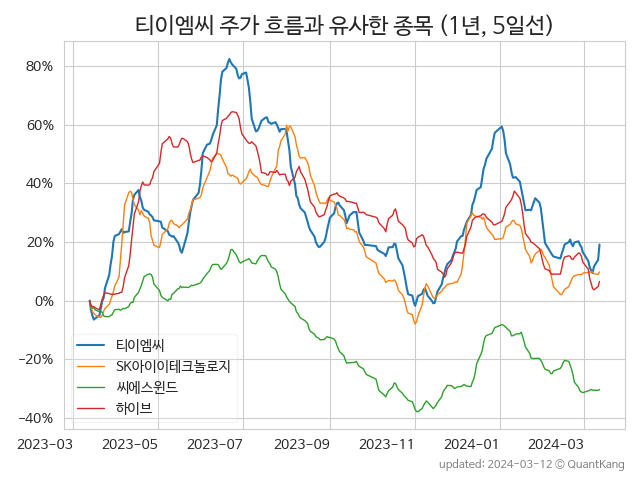 티이엠씨 주가 흐름과 유사한 종목 (1년, 5일선)
80%
60%
40%
20%
0%
−20%
−40%
티이엠씨
SK아이이테크놀로지
씨에스윈드
하이브
2023-03 2023-05 2023-07 2023-09 2023-11 2024-01 2024-03
updated: 2024-03-12 © QuantKang